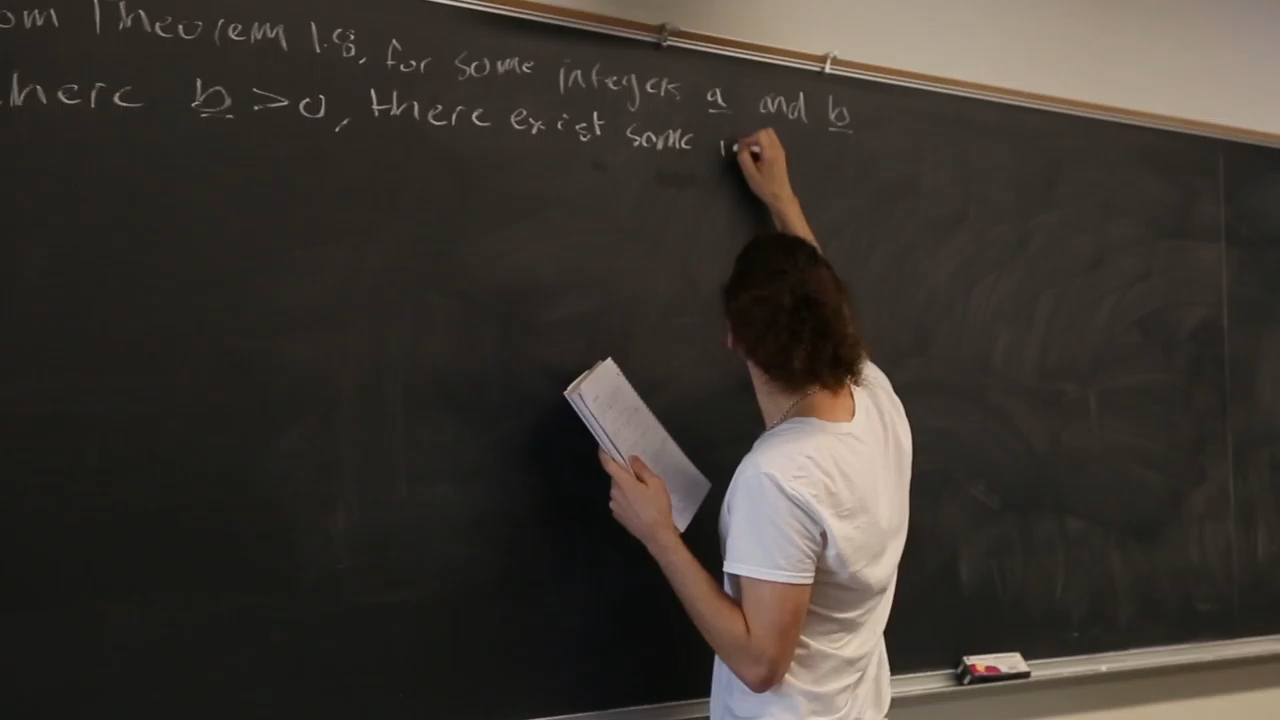 om Theorem 1.8, for some integers a and b
here b > 0, there exist some